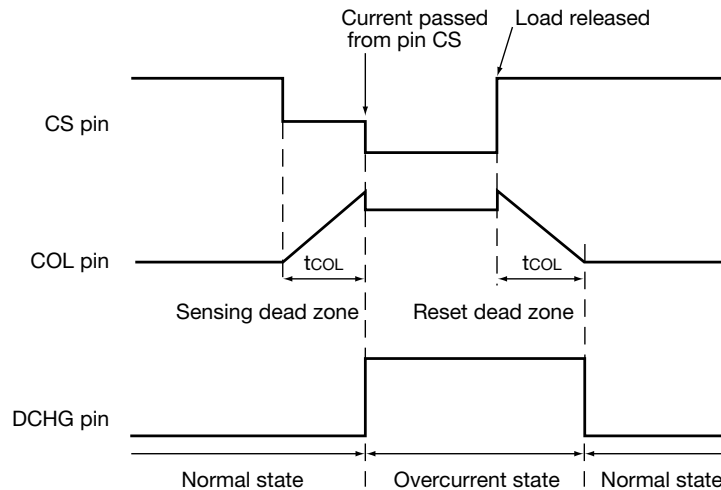 Current passed
from pin CS
Load released
CS pin
COL pin
tCOL
tCOL
Sensing dead zone
Reset dead zone
DCHG pin
Normal state
Overcurrent state
Normal state